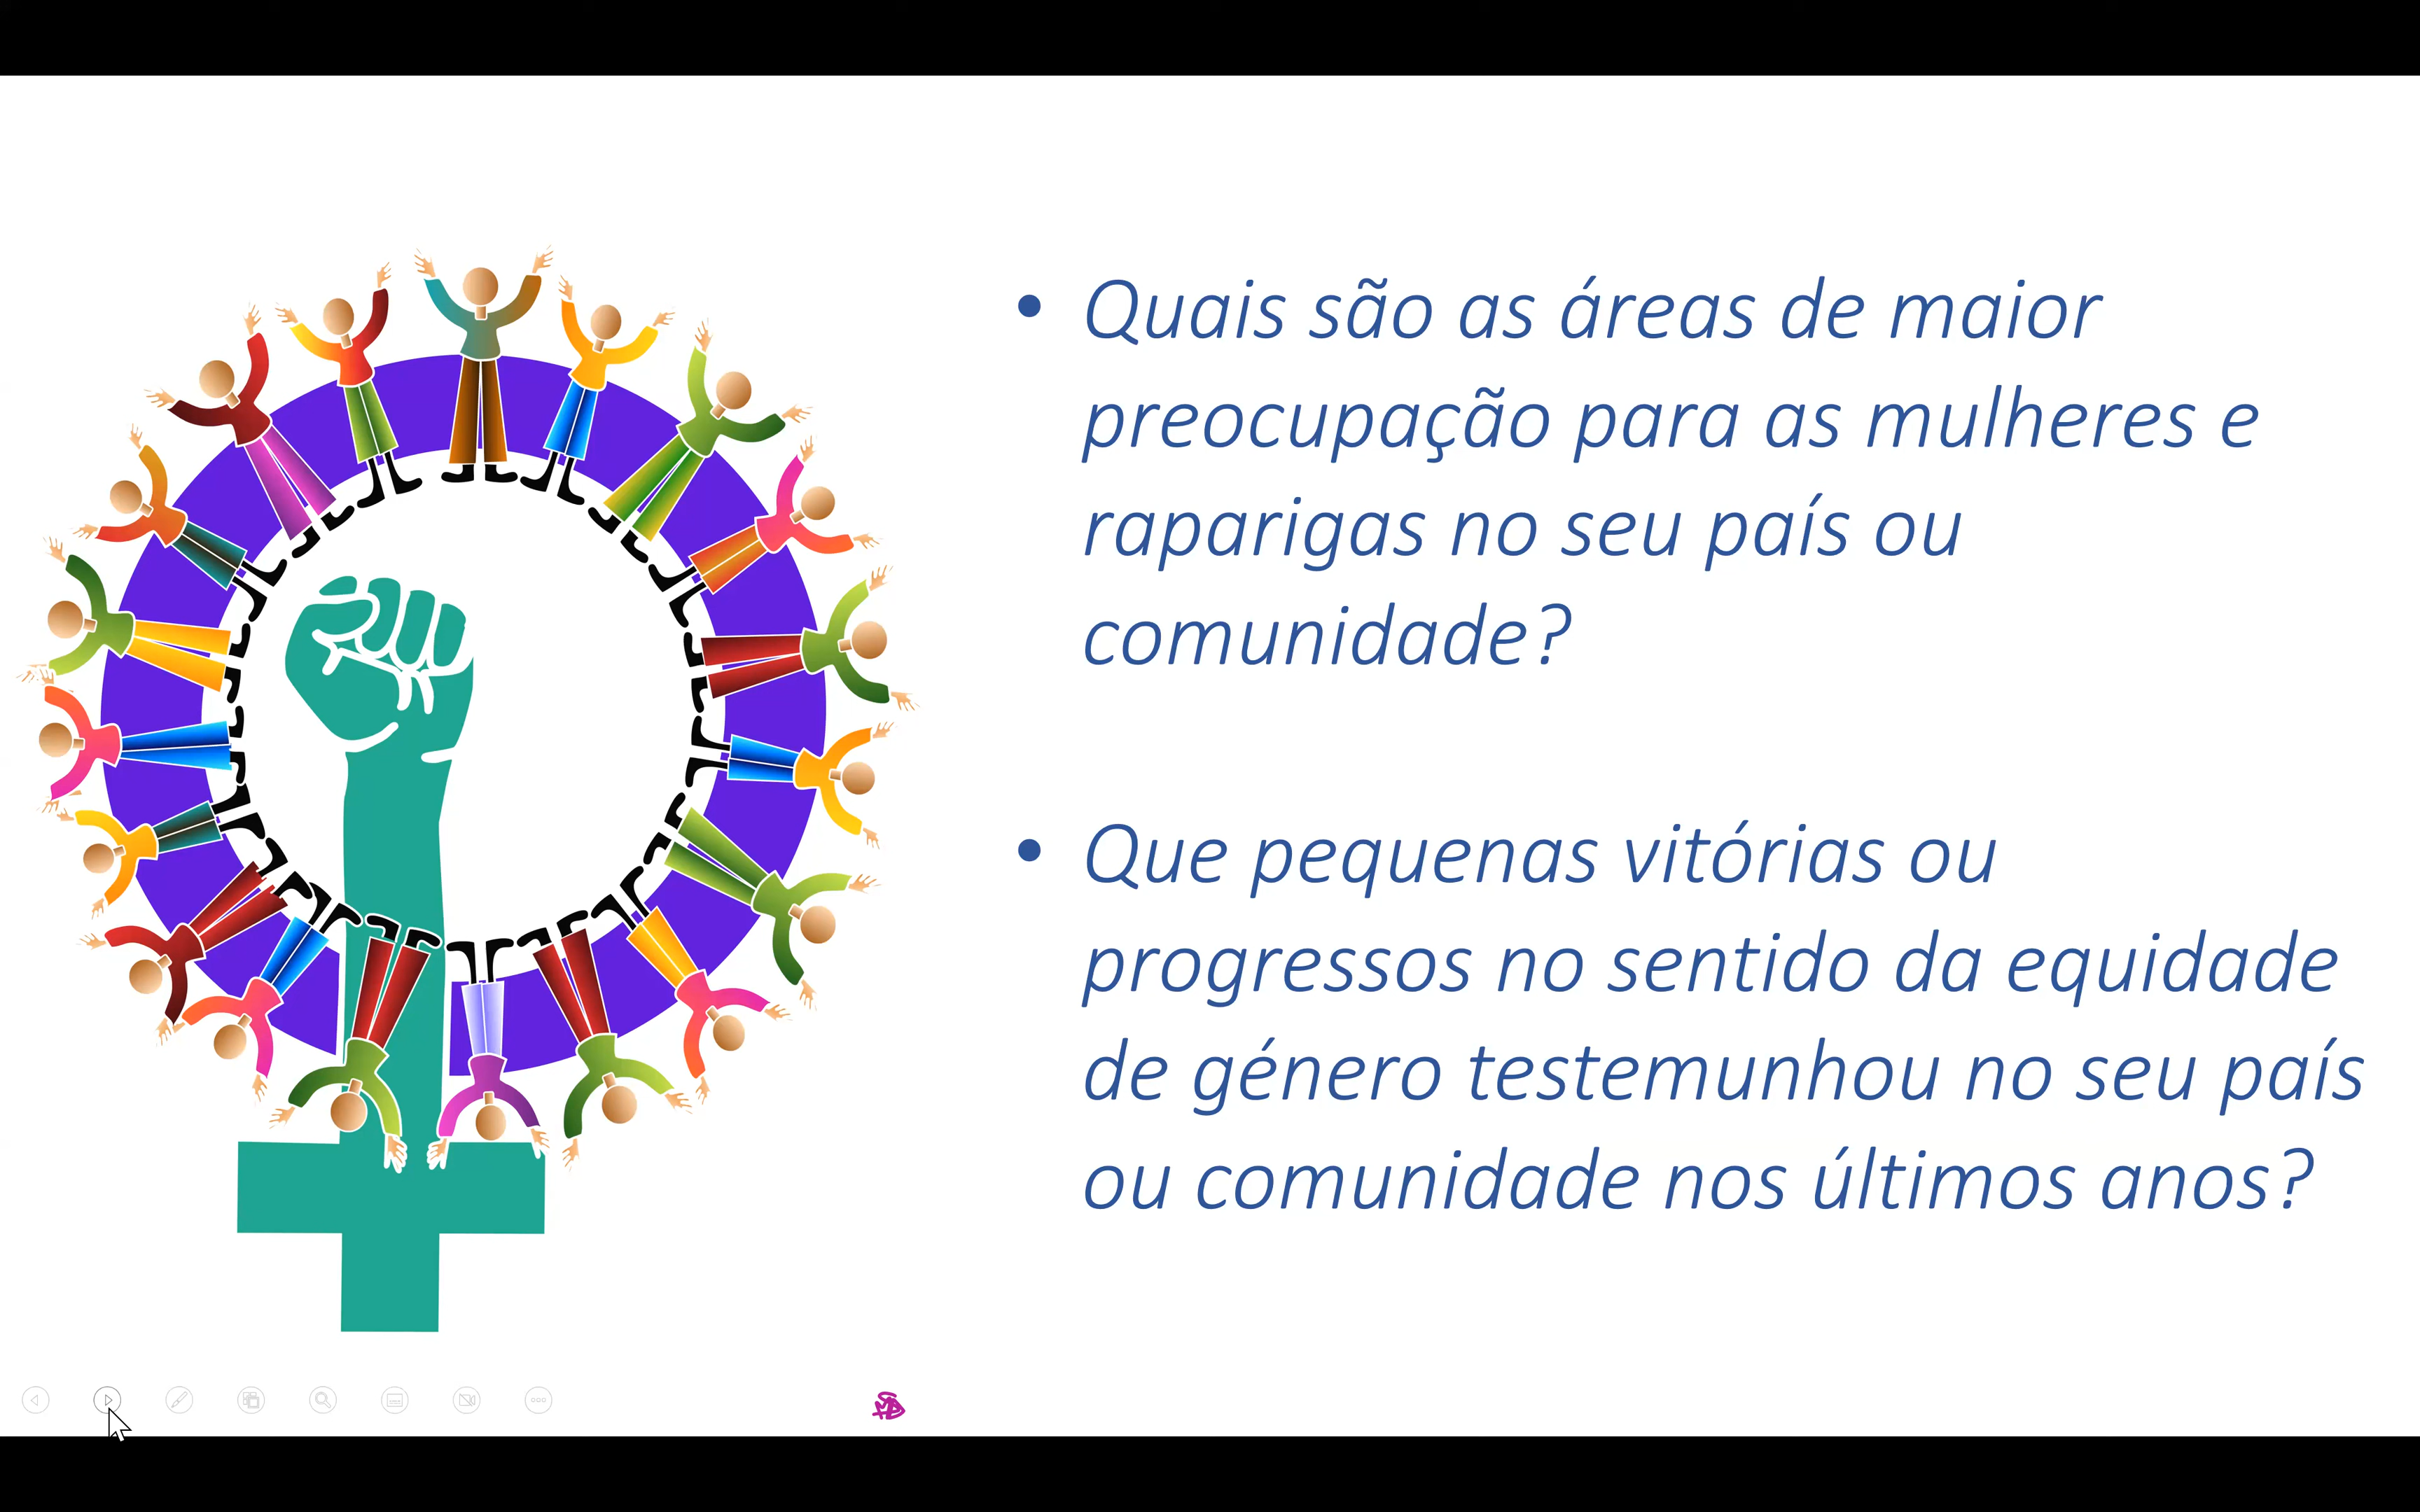 • Quais são as áreas de maior
preocupação para as mulheres e
raparigas no seu país ou
comunidade?
• Que pequenas vitórias ou
progressos no sentido da equidade
de género testemunhou no seu país
ou comunidade nos últimos anos?